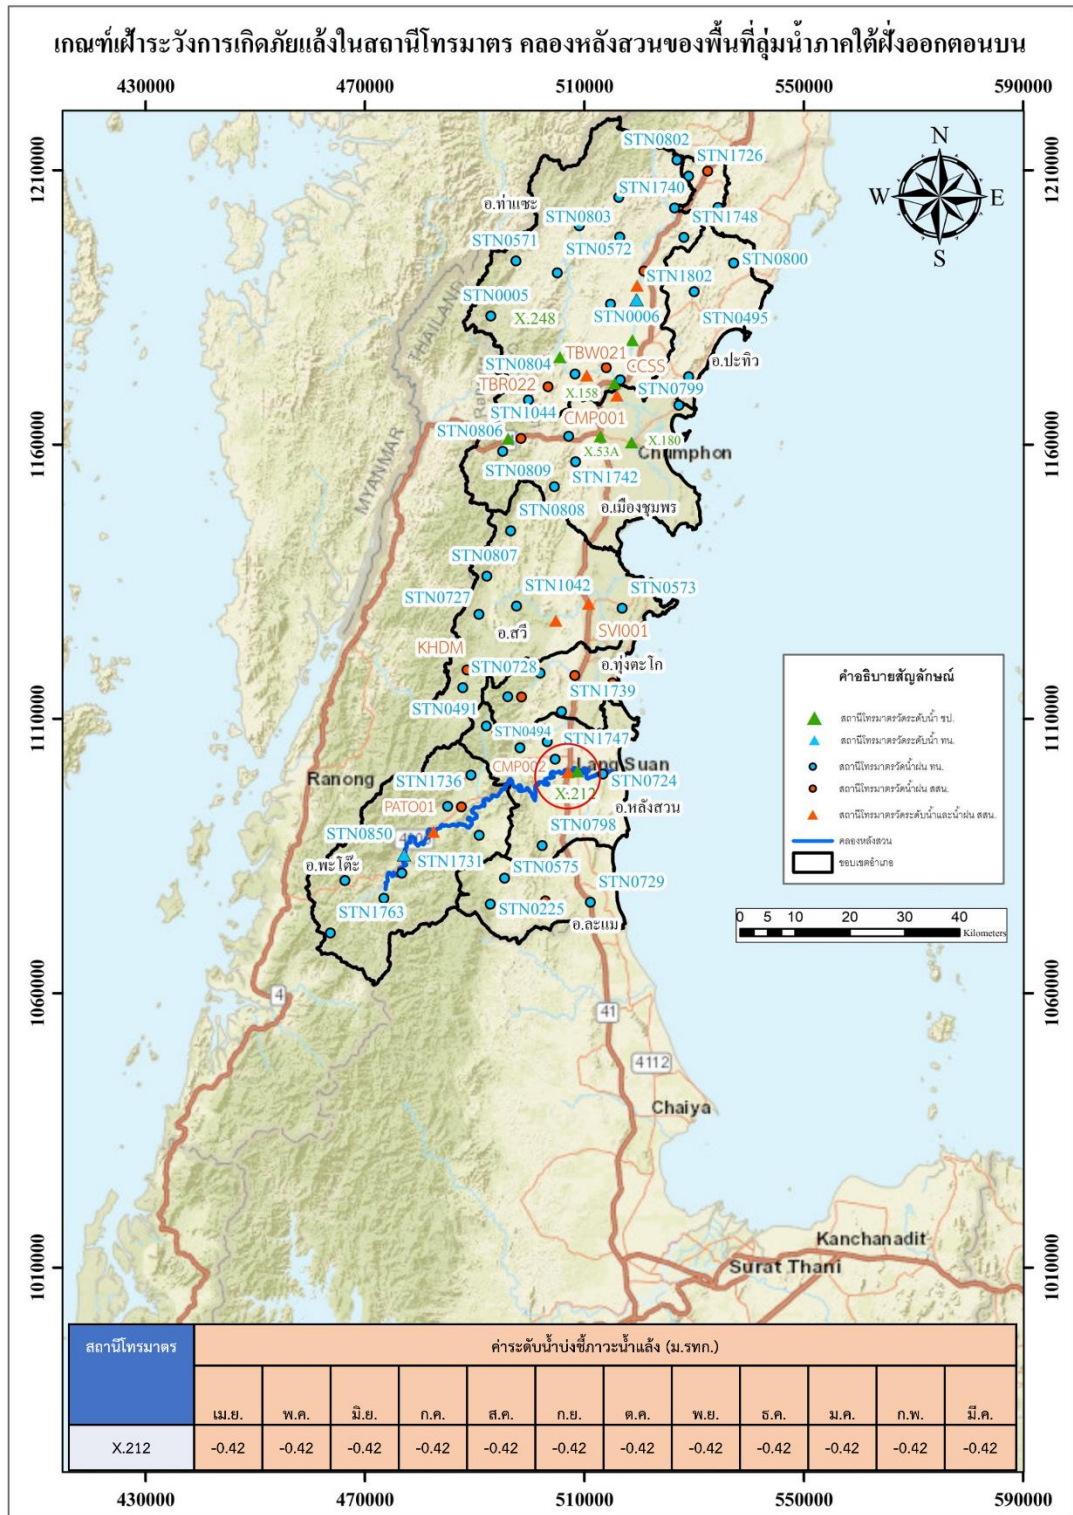 เกณฑ์เฝ้าระวังการเกิดภัยแล้งในสถานีโทรมาตร คลองหลังสวนของพื้นที่ลุ่มน้ำภาคใต้ฝั่งออกตอนบน
430000 470000 510000 550000 590000
N
W E
S
1210000 1210000
STN0802
STN1726
STN1740
อ.ท่าแซะ
STN0803
STN1748
STN0571
STN0572
STN0800
STN1802
THAILAND
STN0005
X.248
STN0006
STN0495
TBW021
STN0804
CCSS
อ.ปะทิว
TBR022
X.158
STN0799
STN1044
CMP001
STN0806
X.53A
X.180
Chumphon
1160000 1160000
STN0809
STN1742
MYANMAR
STN0808
อ.เมืองชุมพร
STN0807
STN1042
STN0573
STN0727
อ.สวี
SVI001
KHDM
STN0728
อ.ทุ่งตะโก
STN1739
STN0491
1110000 1110000
STN0494
STN1747
CMP002
Lang Suan
Ranong
STN1736
STN0724
X.212
PATO01
อ.หลังสวน
STN0850
4006
STN0798
STN1731
อ.พะโต๊ะ
STN0575
STN0729
STN1763
STN0225
อ.ละแม
คำอธิบายสัญลักษณ์
สถานีโทรมาตรวัดระดับน้ำ ชป.
สถานีโทรมาตรวัดระดับน้ำ ทน.
สถานีโทรมาตรวัดน้ำฝน ทน.
สถานีโทรมาตรวัดน้ำฝน สสน.
สถานีโทรมาตรวัดระดับน้ำและน้ำฝน สสน.
คลองหลังสวน
ขอบเขตอำเภอ
0 5 10 20 30 40
Kilometers
1060000 1060000
4
41
4112
Chaiya
Kanchanadit
Surat Thani
1010000 1010000
สถานีโทรมาตร ค่าระดับน้ำบ่งชี้ภาวะน้ำแล้ง (ม.รทก.)
เม.ย. พ.ค. มิ.ย. ก.ค. ส.ค. ก.ย. ต.ค. พ.ย. ธ.ค. ม.ค. ก.พ. มี.ค.
X.212 -0.42 -0.42 -0.42 -0.42 -0.42 -0.42 -0.42 -0.42 -0.42 -0.42 -0.42 -0.42
430000 470000 510000 550000 590000